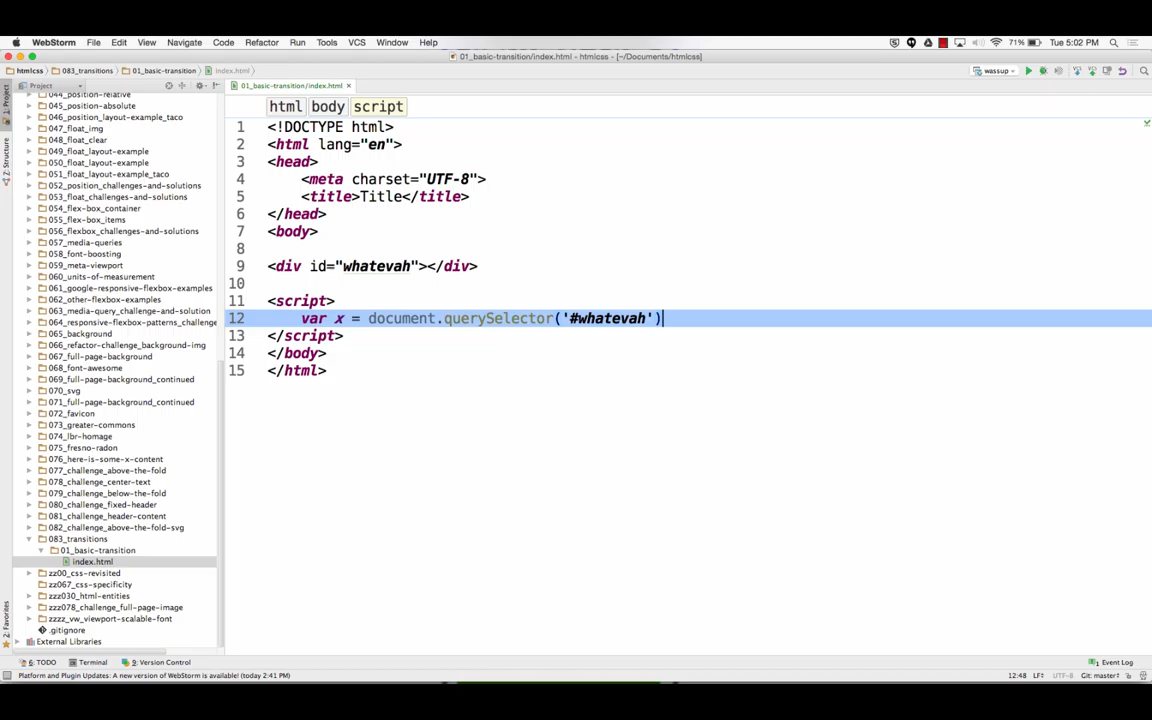 WebStorm File Edit View Navigate Code Refactor Run Tools VCS Window Help 71% Tue 5:02 PM
01_basic-transition/index.html - htmlcss - [~/Documents/htmlcss]
htmlcss 083_transitions 01_basic-transition index.html wassup
1: Project
Project
01_basic-transition/index.html
044_position-relative
045_position-absolute
046_position_layout-example_taco
047_float_img
048_float_clear
049_float_layout-example
050_float_layout-example
051_float_layout-example_taco
052_position_challenges-and-solutions
053_float_challenges-and-solutions
054_flex-box_container
055_flex-box_items
056_flexbox_challenges-and-solutions
057_media-queries
058_font-boosting
059_meta-viewport
060_units-of-measurement
061_google-responsive-flexbox-patterns
062_other-flexbox-examples
063_media-query_challenge-and-solution
064_responsive-flexbox-patterns_challenge
065_background
066_refactor-challenge_background-img
067_full-page-background
068_font-awesome
069_full-page-background_continued
070_svg
071_full-page-background_continued
072_favicon
073_greater-commons
074_lbr-homage
075_fresno-radon
076_here-is-some-x-content
077_challenge_above-the-fold
078_challenge_center-text
079_challenge_below-the-fold
080_challenge_fixed-header
081_challenge_header-content
082_challenge_above-the-fold-svg
083_transitions
01_basic-transition
index.html
zz00_css-revisited
zz067_css-specificity
zzz030_html-entities
zzz078_challenge_full-page-image
zzzz_vw_viewport-scalable-font
.gitignore
External Libraries
7: Structure
2: Favorites
html body script
1 <!DOCTYPE html>
2 <html lang="en">
3 <head>
4 <meta charset="UTF-8">
5 <title>Title</title>
6 </head>
7 <body>
8
9 <div id="whatevah"></div>
10
11 <script>
12 var x = document.querySelector('#whatevah')
13 </script>
14 </body>
15 </html>
6: TODO Terminal 9: Version Control Event Log
Platform and Plugin Updates: A new version of WebStorm is available! (today 2:41 PM) 12:48 LF÷ UTF-8 Git: master